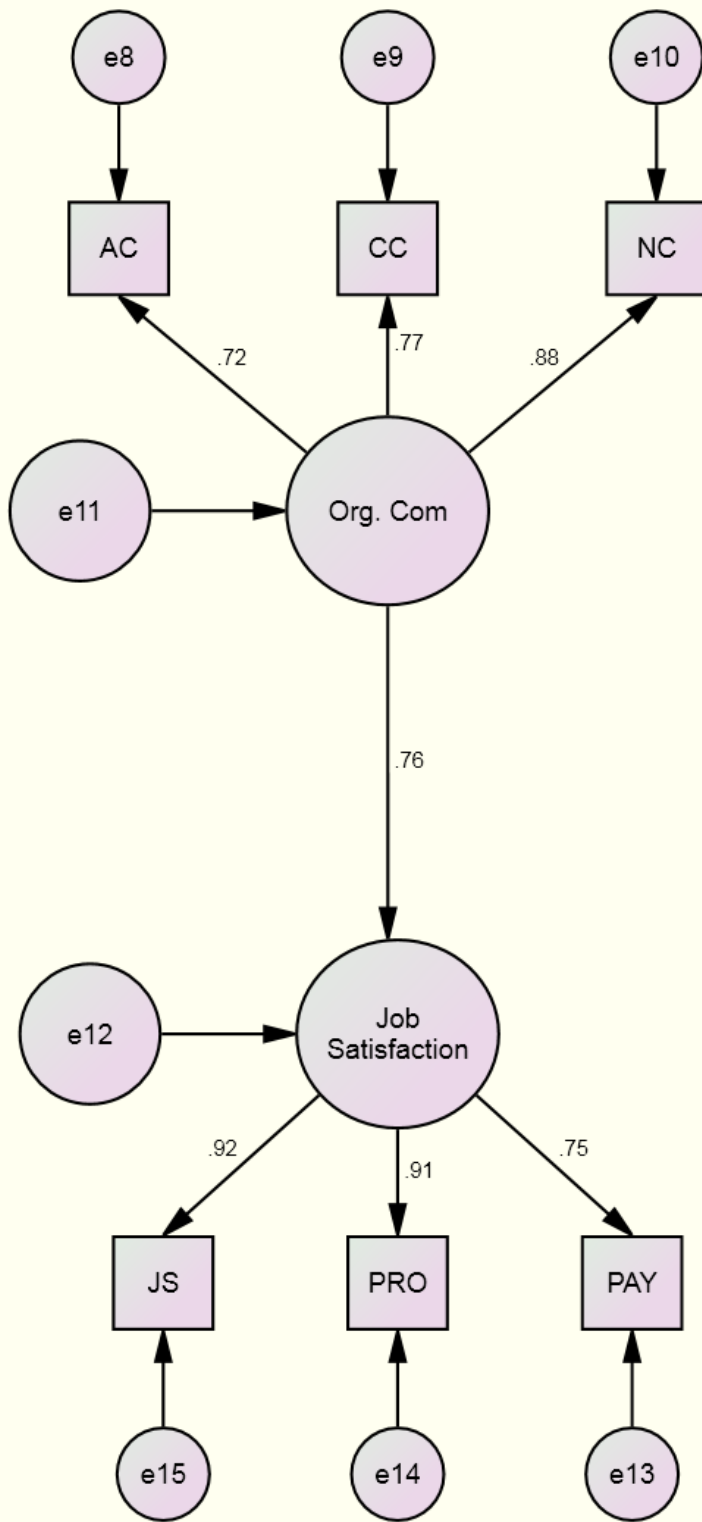 e8
e9
e10
AC
CC
NC
.72
.77
.88
e11
Org. Com
.76
e12
Job
Satisfaction
.92
.91
.75
JS
PRO
PAY
e15
e14
e13